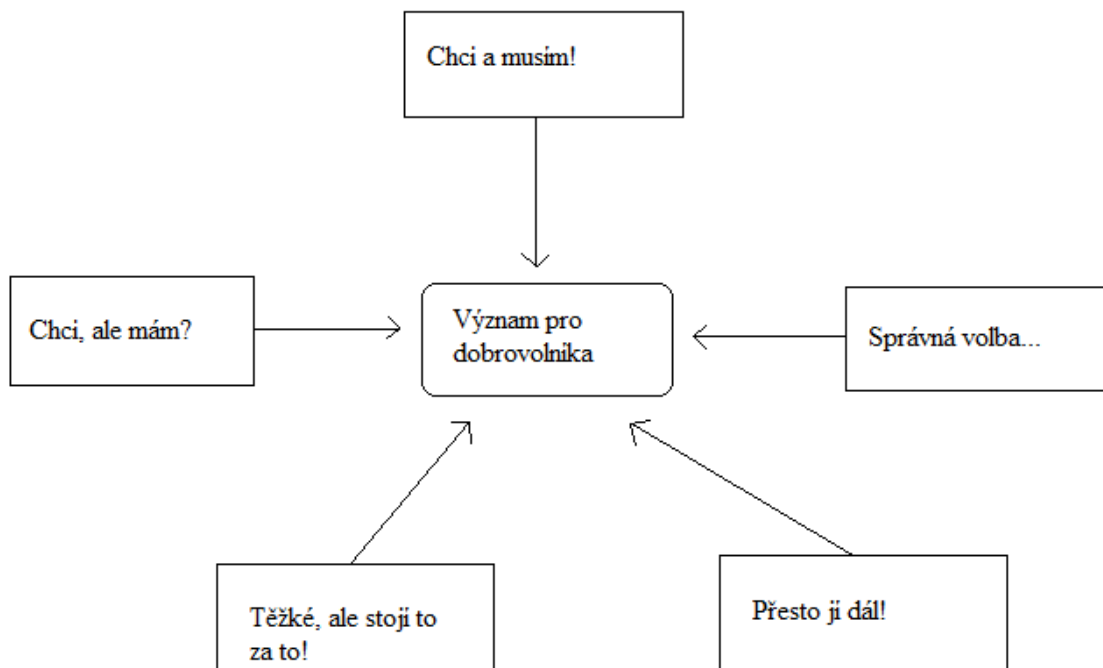 Chci a musím!
Chci, ale mám?
Význam pro
dobrovolníka
Správná volba...
Těžké, ale stojí to
za to!
Přesto jí dál!